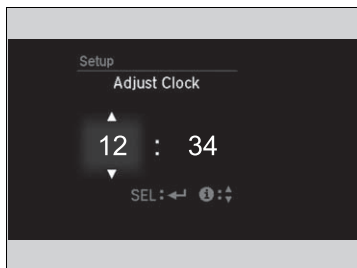 Setup
Adjust Clock
▲
12 : 34
▼
SEL:↵ ℹ:▲▼